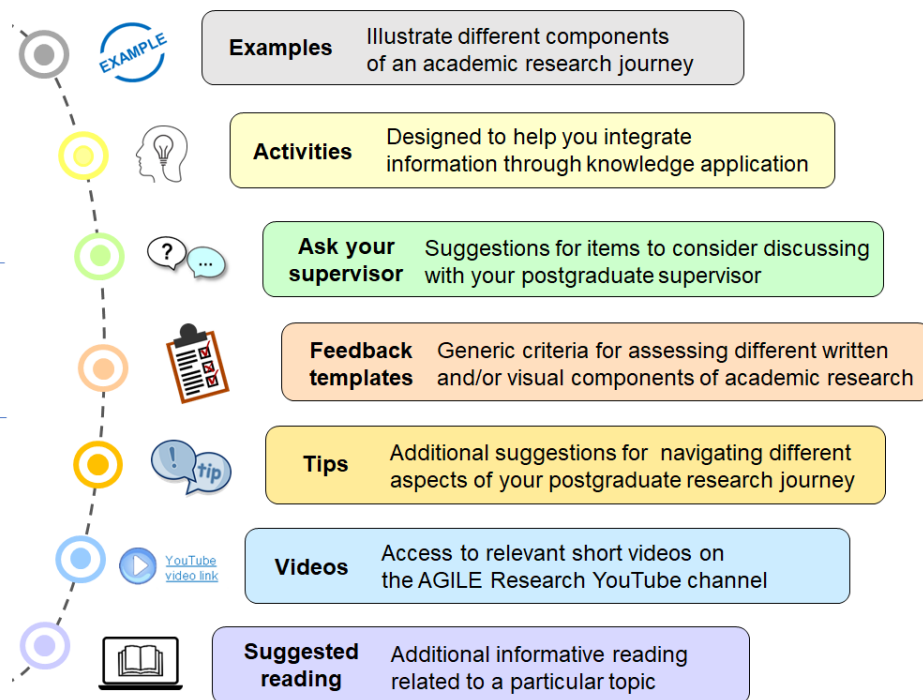 EXAMPLE
Examples
Illustrate different components
of an academic research journey
Activities
Designed to help you integrate
information through knowledge application
?
...
Ask your
supervisor
Suggestions for items to consider discussing
with your postgraduate supervisor
Feedback
templates
Generic criteria for assessing different written
and/or visual components of academic research
!
tip
Tips
Additional suggestions for  navigating different
aspects of your postgraduate research journey
YouTube
video link
Videos
Access to relevant short videos on
the AGILE Research YouTube channel
Suggested
reading
Additional informative reading
related to a particular topic